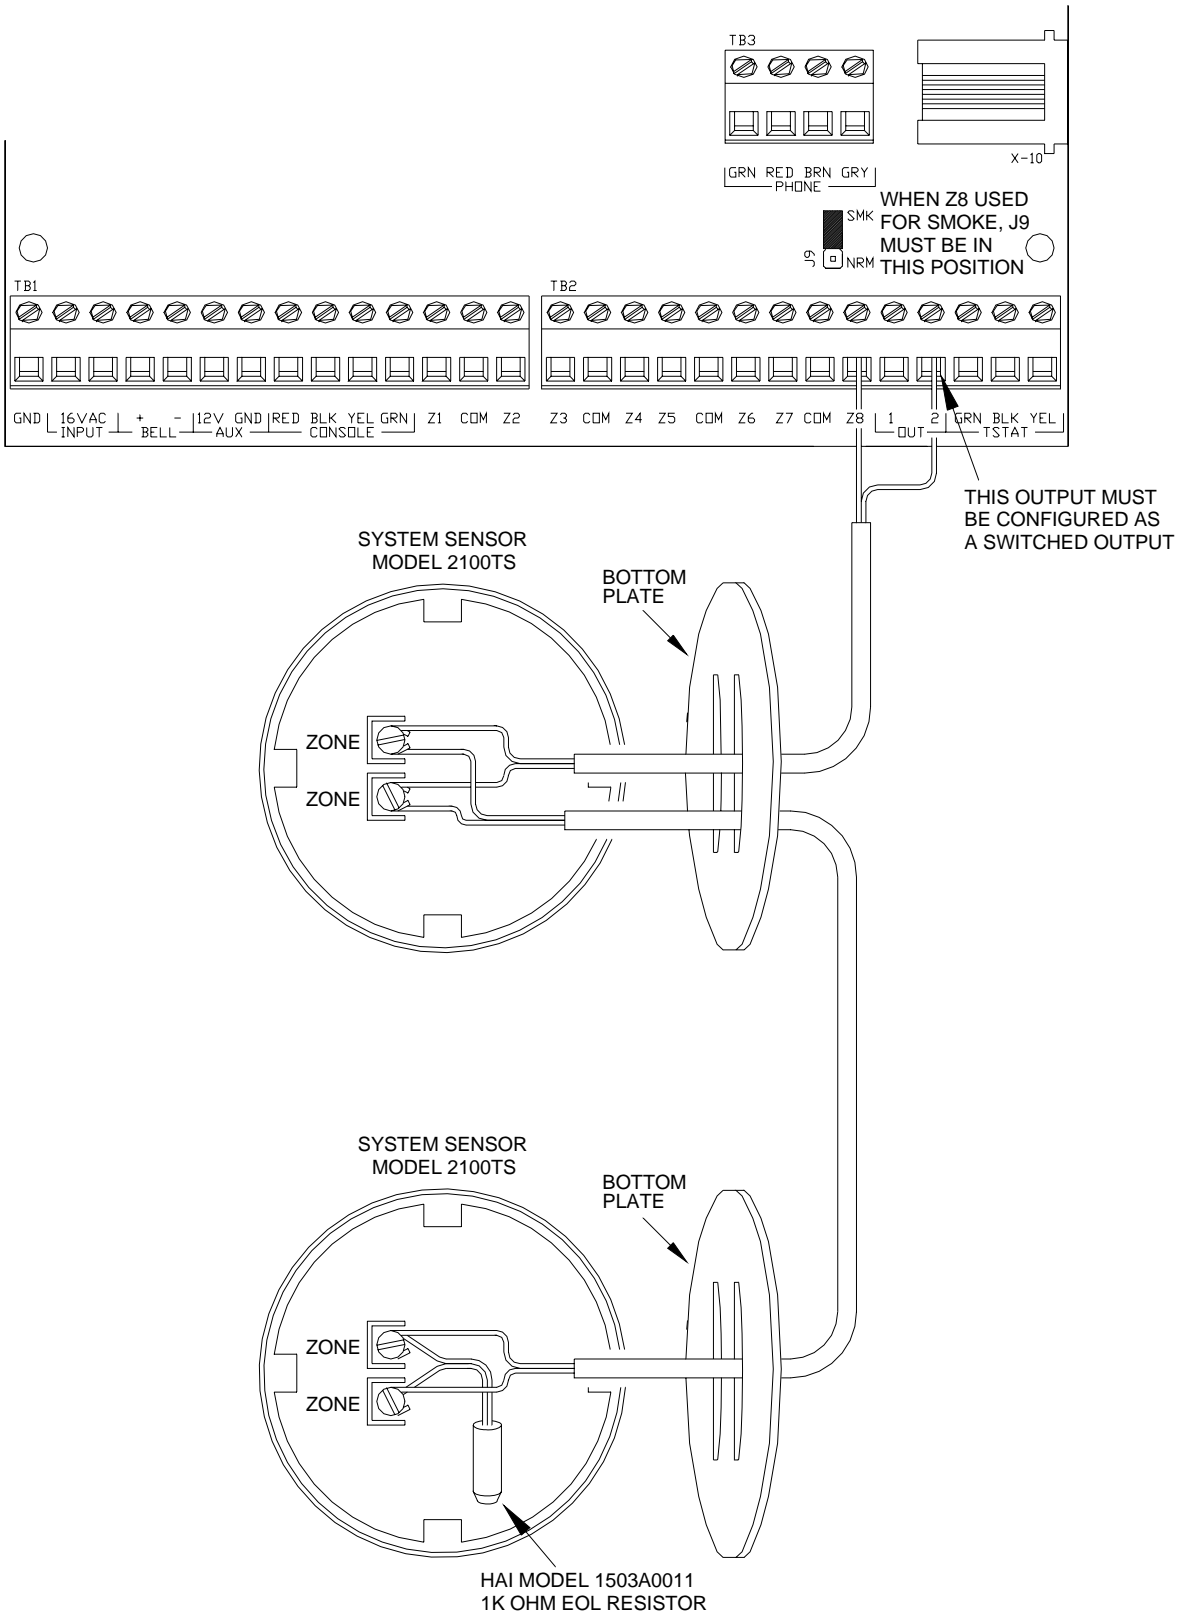 TB3
X-10
GRN RED BRN GRY
PHONE
SMK
J9
NRM
WHEN Z8 USED
FOR SMOKE, J9
MUST BE IN
THIS POSITION
TB1
TB2
GND 16VAC + - 12V GND RED BLK YEL GRN Z1 COM Z2
INPUT BELL AUX CONSOLE
Z3 COM Z4 Z5 COM Z6 Z7 COM Z8 1 2 GRN BLK YEL
OUT TSTAT
THIS OUTPUT MUST
BE CONFIGURED AS
A SWITCHED OUTPUT
SYSTEM SENSOR
MODEL 2100TS
BOTTOM
PLATE
ZONE
ZONE
SYSTEM SENSOR
MODEL 2100TS
BOTTOM
PLATE
ZONE
ZONE
HAI MODEL 1503A0011
1K OHM EOL RESISTOR